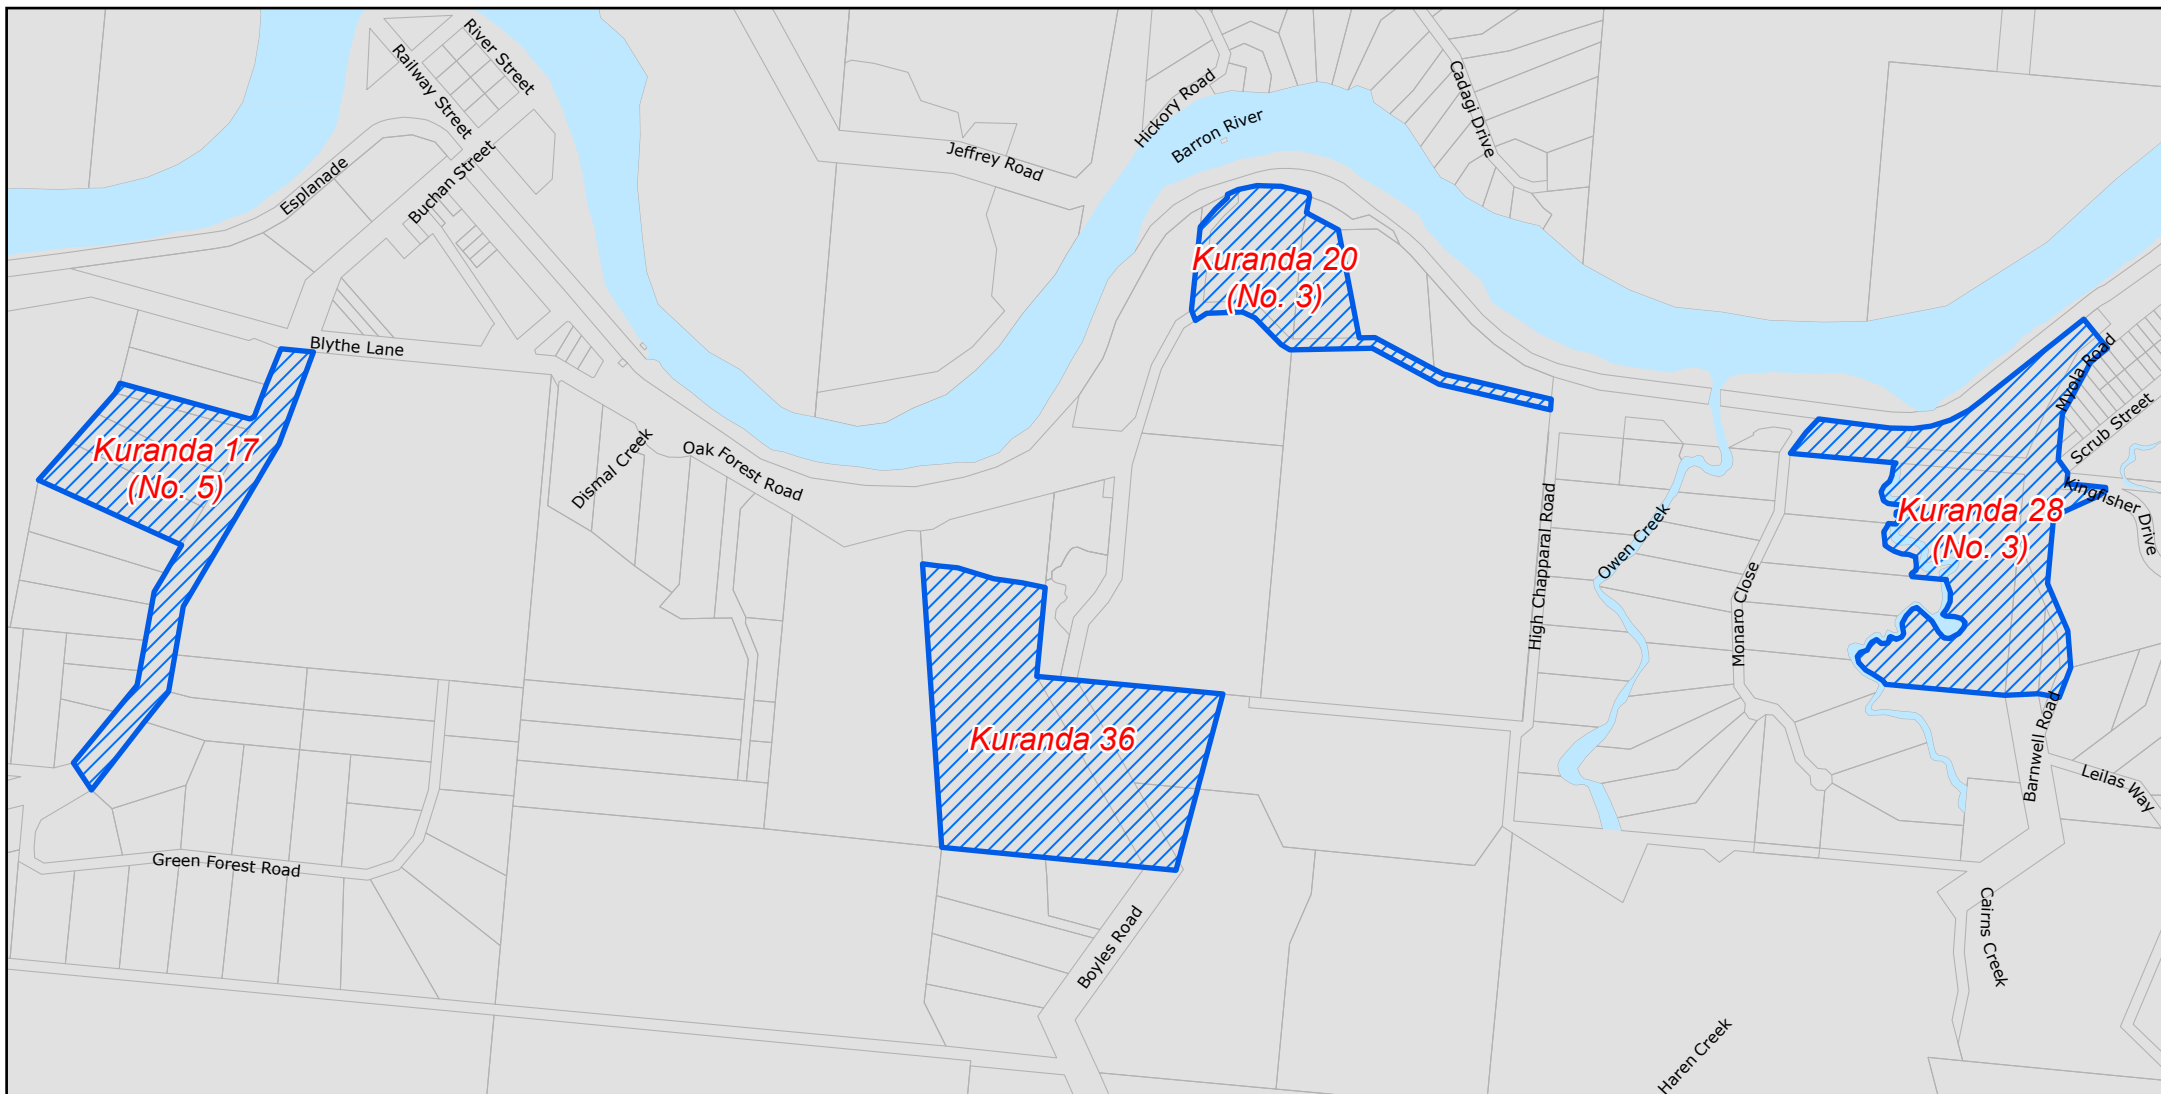 River Street
Railway Street
Esplanade
Buchan Street
Blythe Lane
Jeffrey Road
Hickory Road
Barron River
Cadagi Drive
Kuranda 20
(No. 3)
Kuranda 17
(No. 5)
Dismal Creek
Oak Forest Road
High Chapparal Road
Owen Creek
Monaro Close
Myola Road
Scrub Street
Kingfisher Drive
Kuranda 28
(No. 3)
Kuranda 36
Barnwell Road
Leilas Way
Green Forest Road
Boyles Road
Cairns Creek
Haren Creek